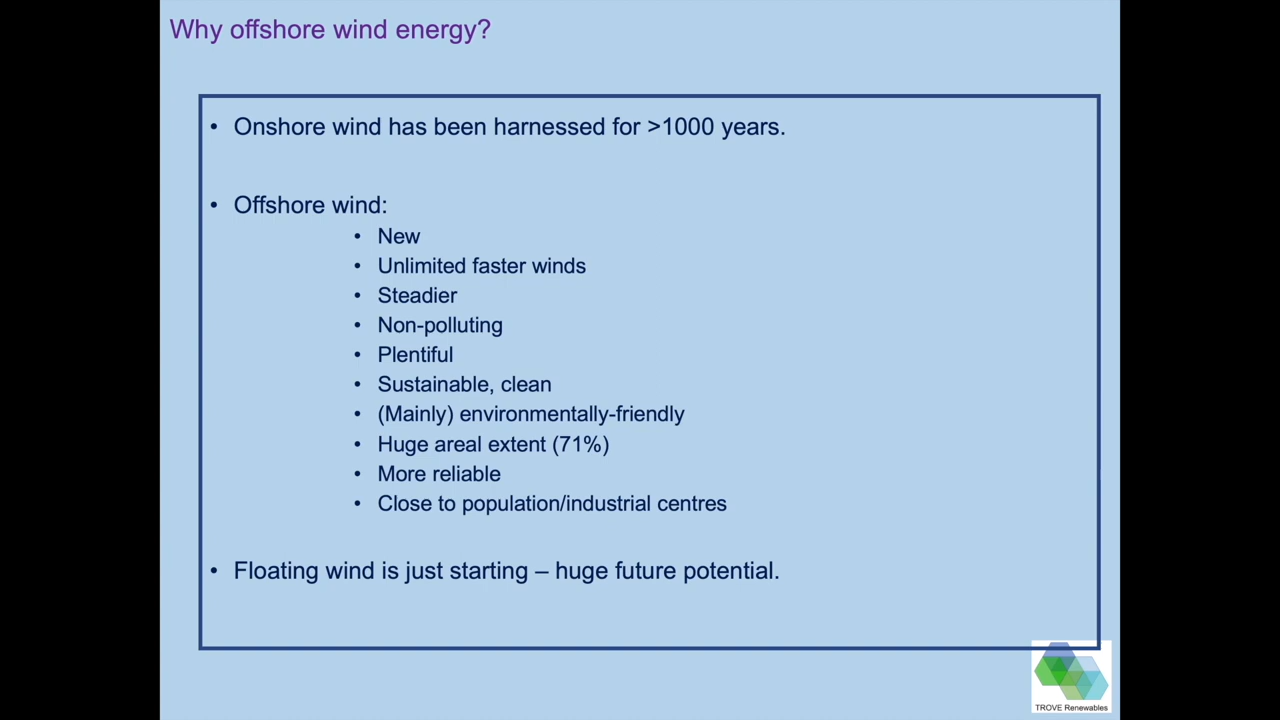 Why offshore wind energy?
• Onshore wind has been harnessed for >1000 years.
• Offshore wind:
• New
• Unlimited faster winds
• Steadier
• Non-polluting
• Plentiful
• Sustainable, clean
• (Mainly) environmentally-friendly
• Huge areal extent (71%)
• More reliable
• Close to population/industrial centres
• Floating wind is just starting – huge future potential.
TROVE Renewables